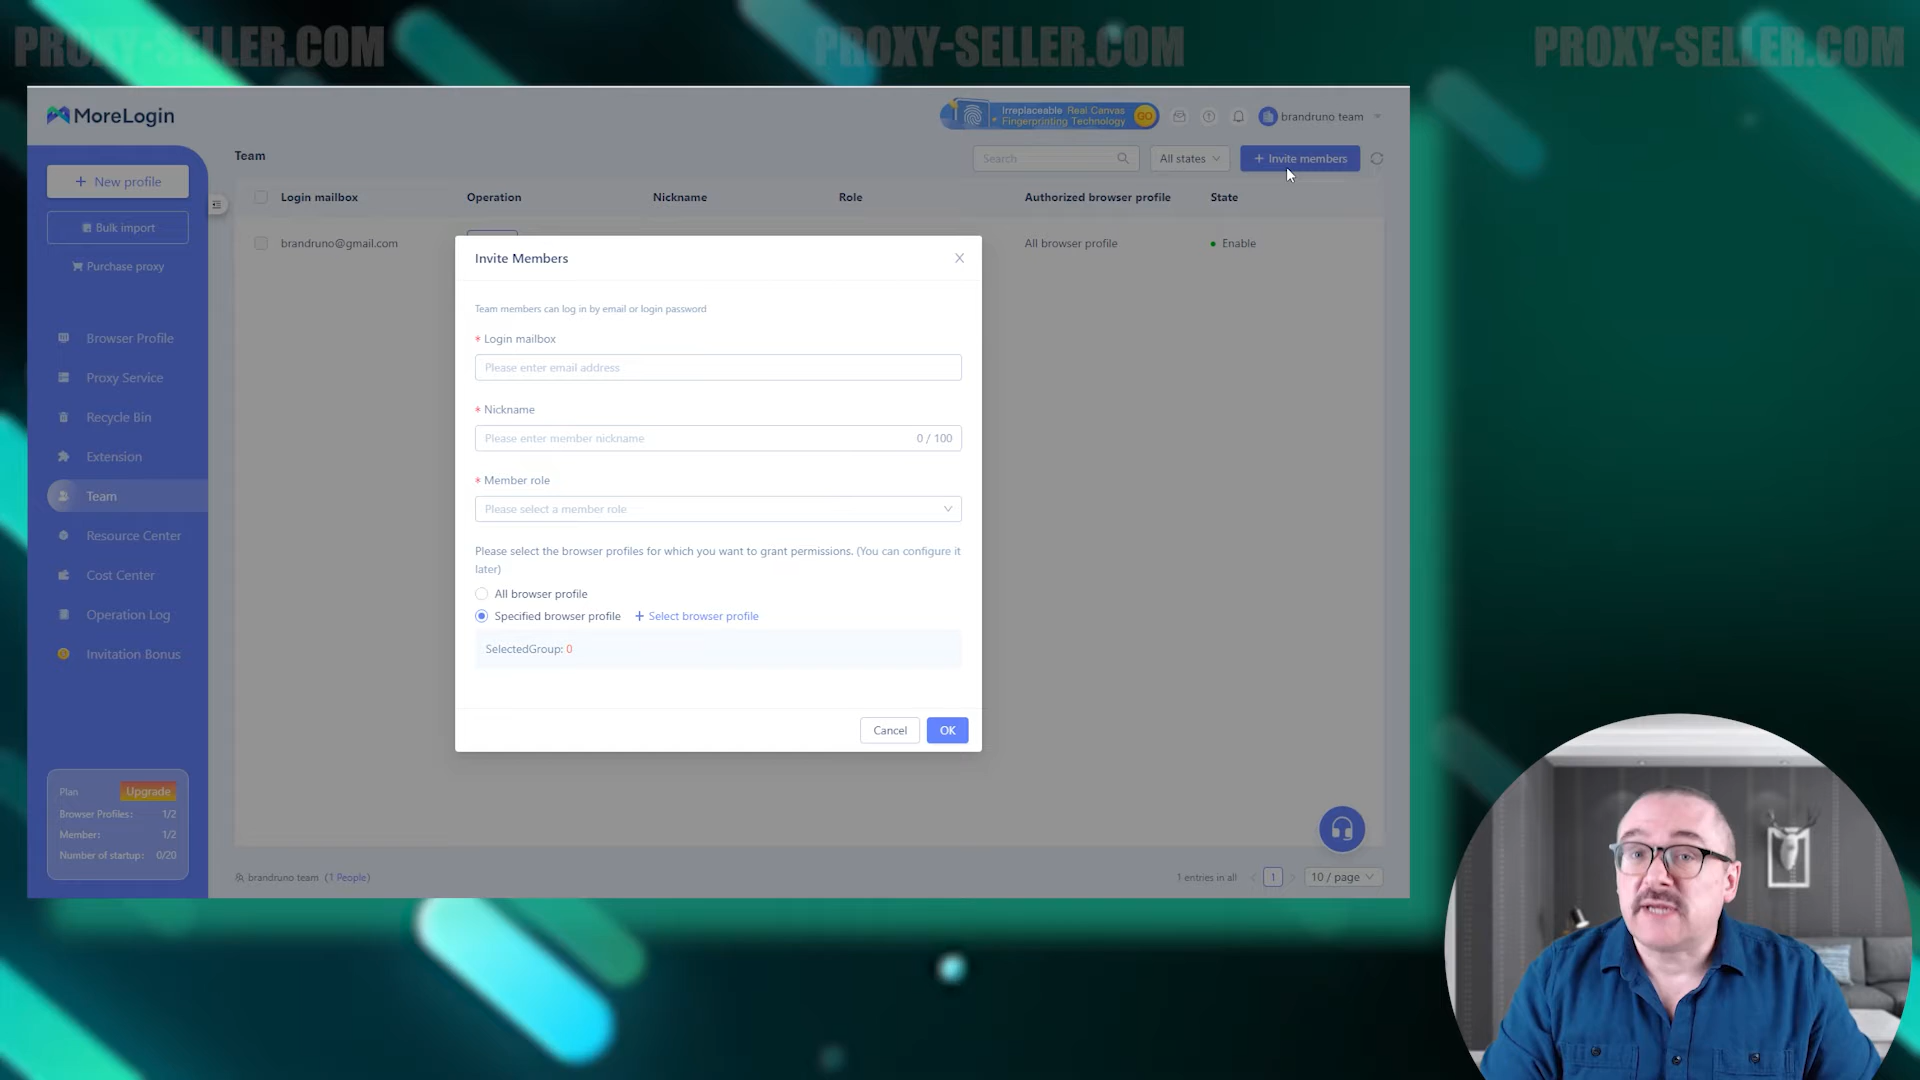 PROXY-SELLER.COM PROXY-SELLER.COM PROXY-SELLER.COM
MoreLogin
Irreplaceable Real Canvas
Fingerprinting Technology
GO
brandruno team
Team
Search
All states
+ Invite members
+ New profile
Bulk import
Purchase proxy
Browser Profile
Proxy Service
Recycle Bin
Extension
Team
Resource Center
Cost Center
Operation Log
Invitation Bonus
Plan Upgrade
Browser Profiles: 1/2
Member: 1/2
Number of startup: 0/20
Login mailbox Operation Nickname Role Authorized browser profile State
brandruno@gmail.com All browser profile Enable
Invite Members
Team members can log in by email or login password
* Login mailbox
Please enter email address
* Nickname
Please enter member nickname 0 / 100
* Member role
Please select a member role
Please select the browser profiles for which you want to grant permissions. (You can configure it
later)
All browser profile
Specified browser profile + Select browser profile
SelectedGroup: 0
Cancel OK
brandruno team (1 People)
1 entries in all < 1 > 10 / page